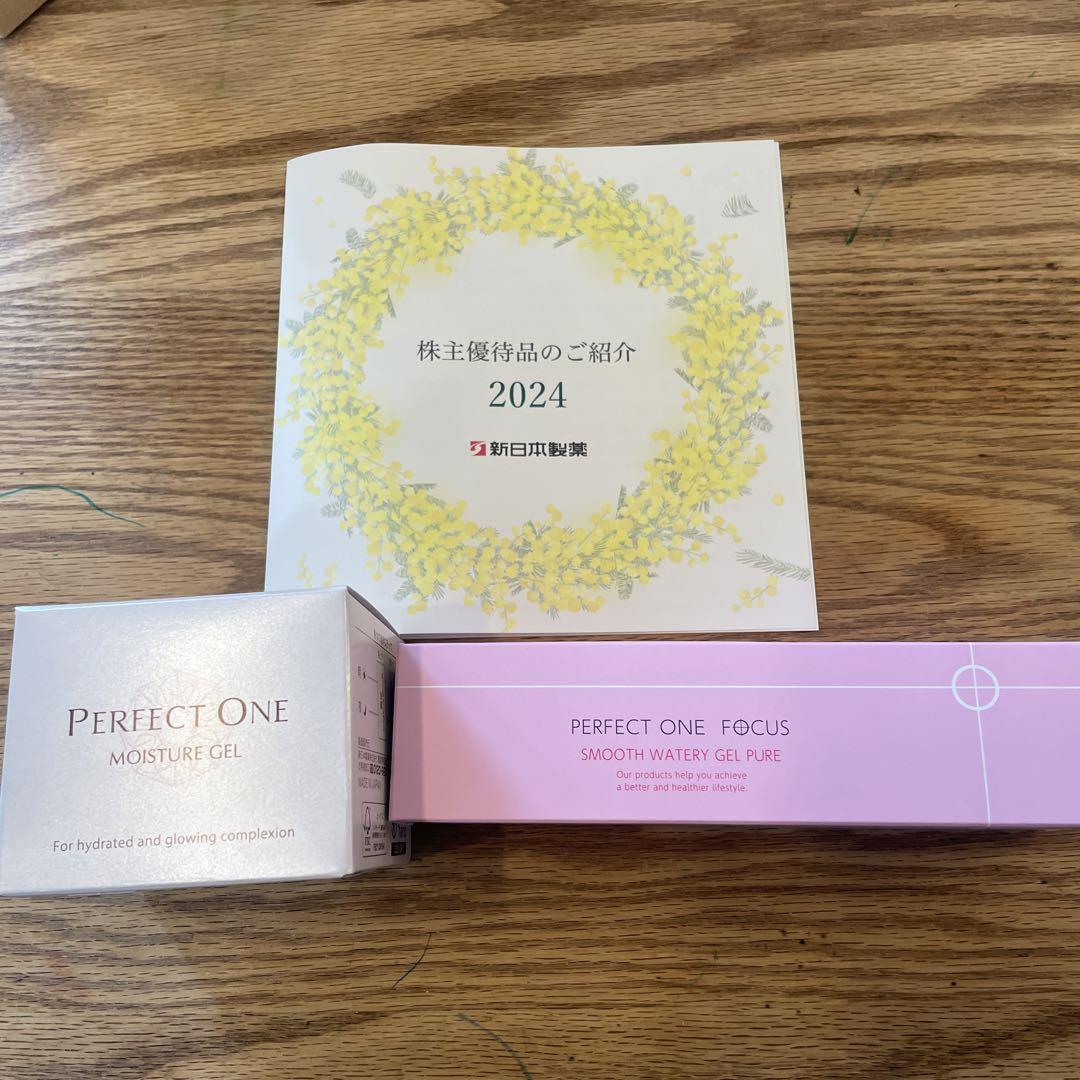 株主優待品のご紹介
2024
新日本製薬
PERFECT ONE
MOISTURE GEL
For hydrated and glowing complexion
MADE IN JAPAN
FSC
PERFECT ONE FOCUS
SMOOTH WATERY GEL PURE
Our products help you achieve
a better and healthier lifestyle.